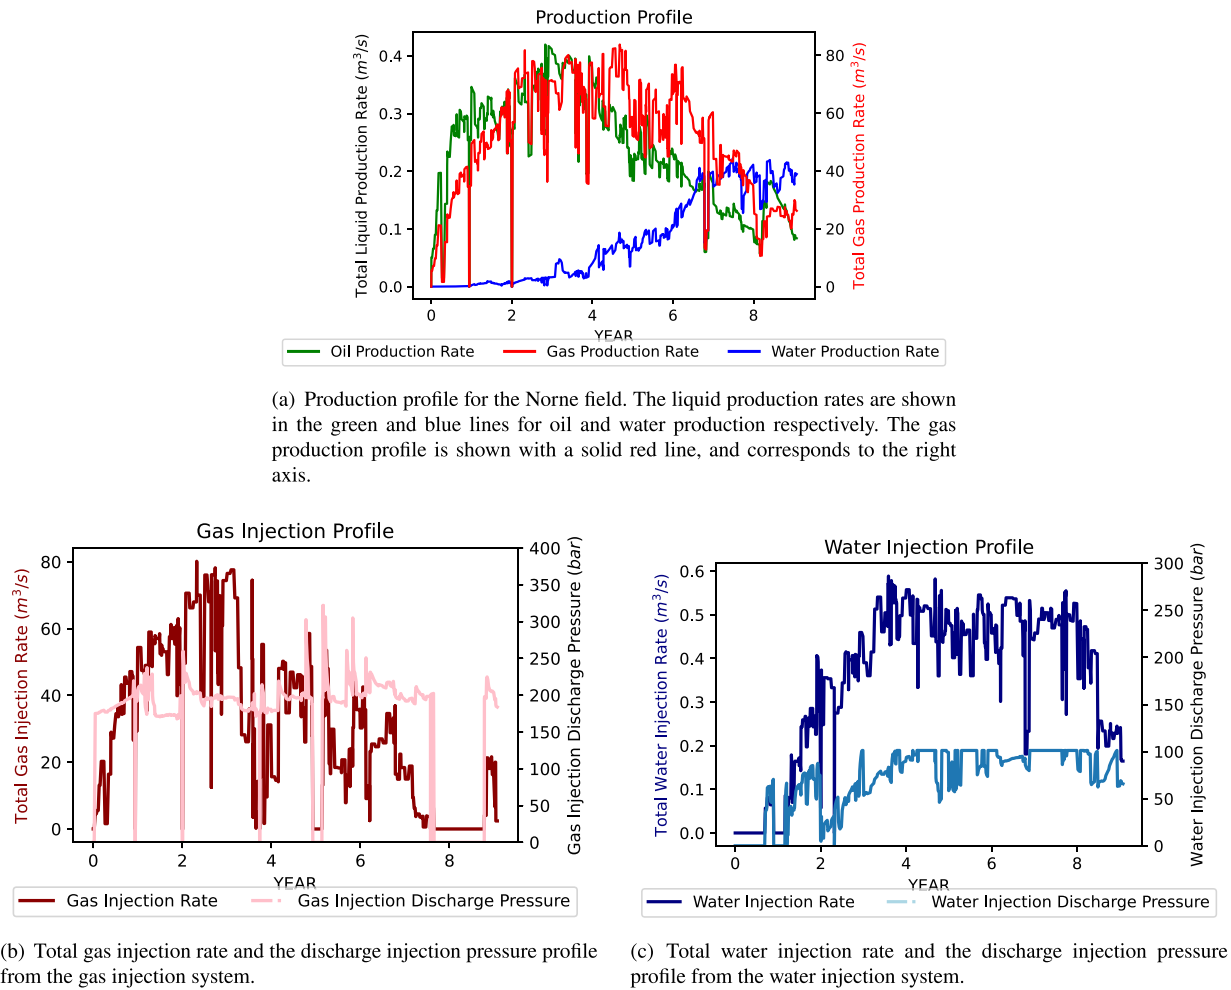 Production Profile
Total Liquid Production Rate (m³/s)
0.4
0.3
0.2
0.1
0.0
80
60
40
20
0
Total Gas Production Rate (m³/s)
0 2 4 6 8
YEAR
Oil Production Rate Gas Production Rate Water Production Rate
(a) Production profile for the Norne field. The liquid production rates are shown
in the green and blue lines for oil and water production respectively. The gas
production profile is shown with a solid red line, and corresponds to the right
axis.
Gas Injection Profile
Total Gas Injection Rate (m³/s)
80
60
40
20
0
400
350
300
250
200
150
100
50
0
Gas Injection Discharge Pressure (bar)
0 2 4 6 8
YEAR
Gas Injection Rate Gas Injection Discharge Pressure
(b) Total gas injection rate and the discharge injection pressure profile
from the gas injection system.
Water Injection Profile
Total Water Injection Rate (m³/s)
0.6
0.5
0.4
0.3
0.2
0.1
0.0
300
250
200
150
100
50
0
Water Injection Discharge Pressure (bar)
0 2 4 6 8
YEAR
Water Injection Rate Water Injection Discharge Pressure
(c) Total water injection rate and the discharge injection pressure
profile from the water injection system.